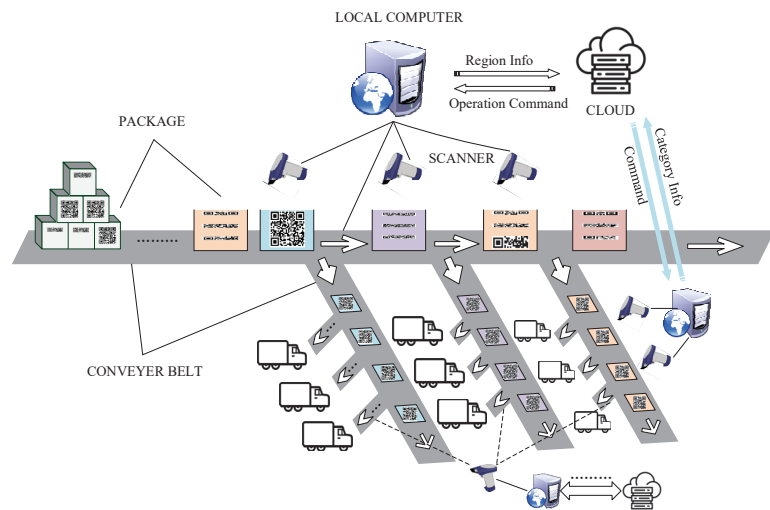 LOCAL COMPUTER
Region Info
Operation Command
CLOUD
PACKAGE
SCANNER
Category Info
Command
CONVEYER BELT